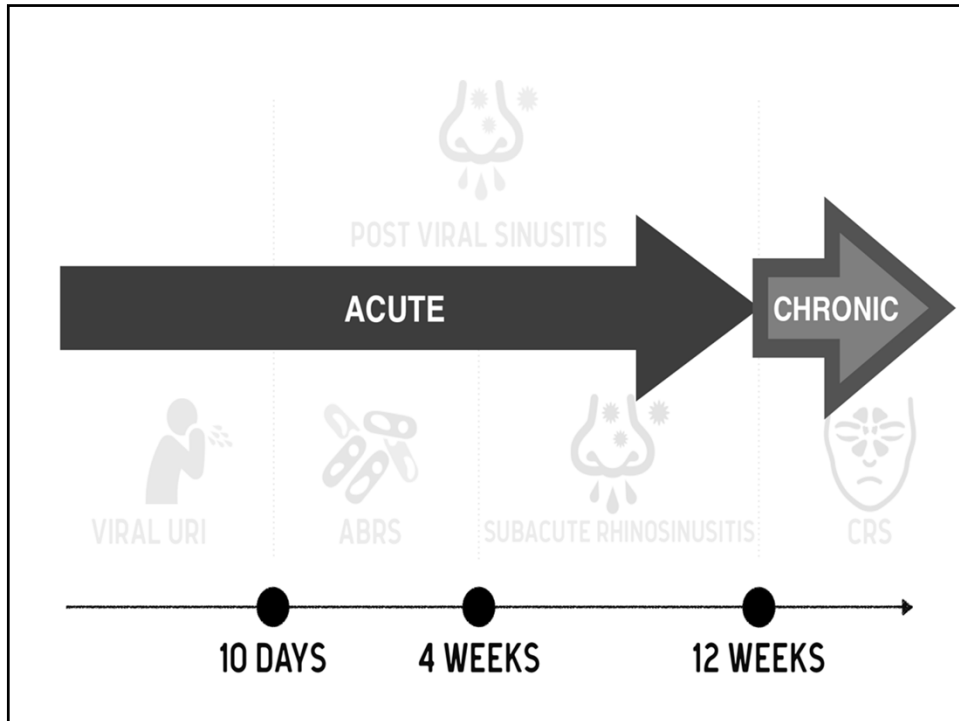 POST VIRAL SINUSITIS
ACUTE
CHRONIC
VIRAL URI
ABRS
SUBACUTE RHINOSINUSITIS
CRS
10 DAYS
4 WEEKS
12 WEEKS